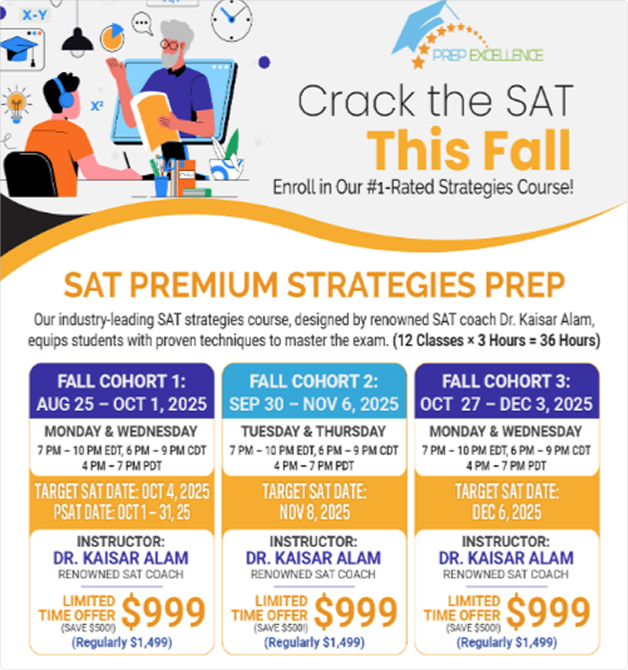 X-Y
X²
PREP EXCELLENCE
Crack the SAT
This Fall
Enroll in Our #1-Rated Strategies Course!
SAT PREMIUM STRATEGIES PREP
Our industry-leading SAT strategies course, designed by renowned SAT coach Dr. Kaisar Alam,
equips students with proven techniques to master the exam. (12 Classes × 3 Hours = 36 Hours)
FALL COHORT 1:
AUG 25 – OCT 1, 2025
MONDAY & WEDNESDAY
7 PM – 10 PM EDT, 6 PM – 9 PM CDT
4 PM – 7 PM PDT
TARGET SAT DATE: OCT 4, 2025
PSAT DATE: OCT 1 – 31, 25
INSTRUCTOR:
DR. KAISAR ALAM
RENOWNED SAT COACH
LIMITED
TIME OFFER $999
(SAVE $500!)
(Regularly $1,499)
FALL COHORT 2:
SEP 30 – NOV 6, 2025
TUESDAY & THURSDAY
7 PM – 10 PM EDT, 6 PM – 9 PM CDT
4 PM – 7 PM PDT
TARGET SAT DATE:
NOV 8, 2025
INSTRUCTOR:
DR. KAISAR ALAM
RENOWNED SAT COACH
LIMITED
TIME OFFER $999
(SAVE $500!)
(Regularly $1,499)
FALL COHORT 3:
OCT 27 – DEC 3, 2025
MONDAY & WEDNESDAY
7 PM – 10 PM EDT, 6 PM – 9 PM CDT
4 PM – 7 PM PDT
TARGET SAT DATE:
DEC 6, 2025
INSTRUCTOR:
DR. KAISAR ALAM
RENOWNED SAT COACH
LIMITED
TIME OFFER $999
(SAVE $500!)
(Regularly $1,499)